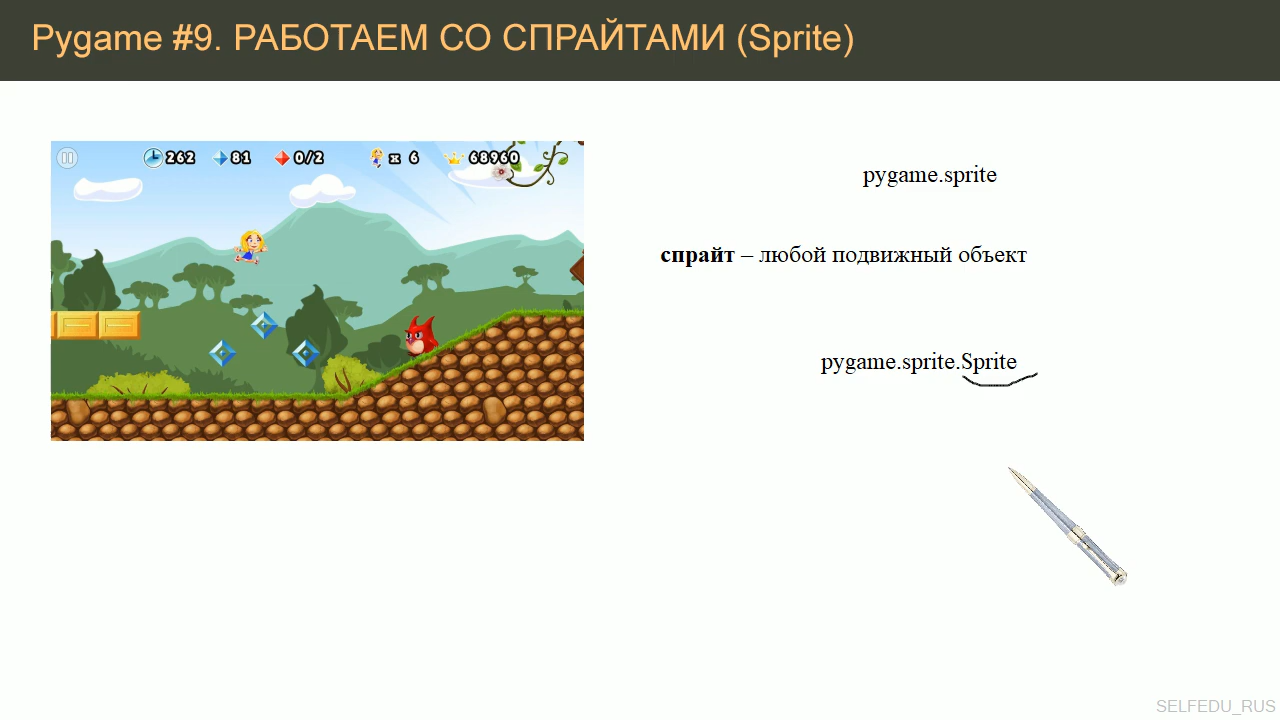 Pygame #9. РАБОТАЕМ СО СПРАЙТАМИ (Sprite)
262 81 0/2 x 6 68960
pygame.sprite
спрайт – любой подвижный объект
pygame.sprite.Sprite
SELFEDU_RUS